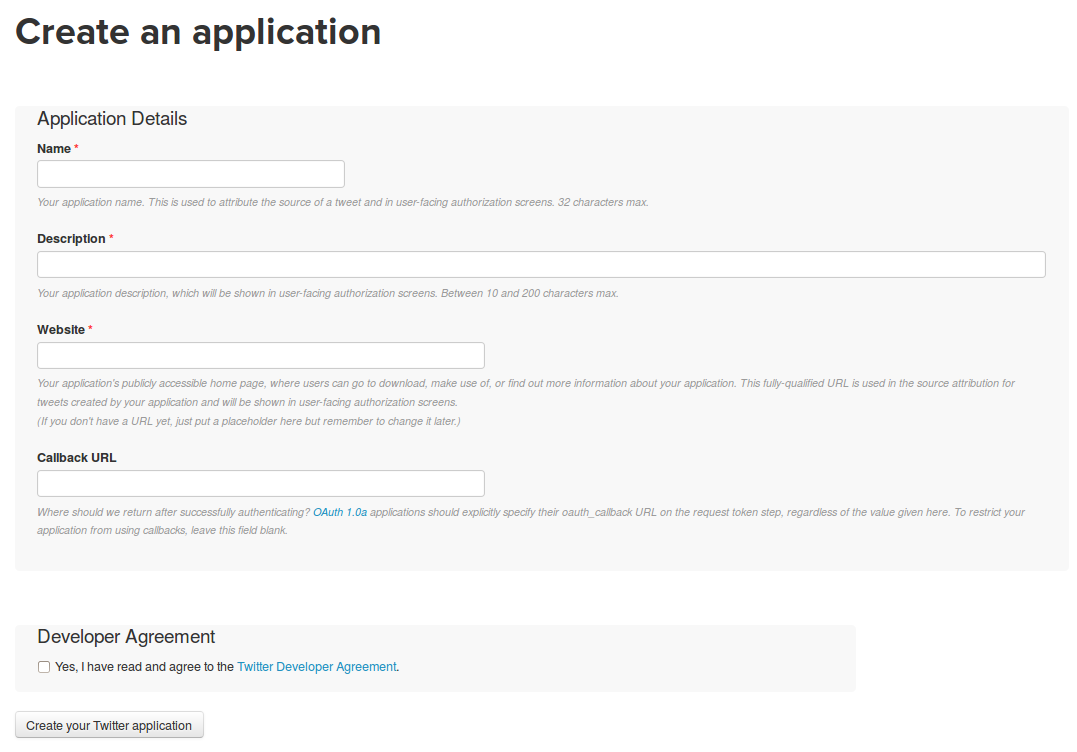 Create an application
Application Details
Name *
Your application name. This is used to attribute the source of a tweet and in user-facing authorization screens. 32 characters max.
Description *
Your application description, which will be shown in user-facing authorization screens. Between 10 and 200 characters max.
Website *
Your application's publicly accessible home page, where users can go to download, make use of, or find out more information about your application. This fully-qualified URL is used in the source attribution for
tweets created by your application and will be shown in user-facing authorization screens.
(If you don't have a URL yet, just put a placeholder here but remember to change it later.)
Callback URL
Where should we return after successfully authenticating? OAuth 1.0a applications should explicitly specify their oauth_callback URL on the request token step, regardless of the value given here. To restrict your
application from using callbacks, leave this field blank.
Developer Agreement
Yes, I have read and agree to the Twitter Developer Agreement.
Create your Twitter application